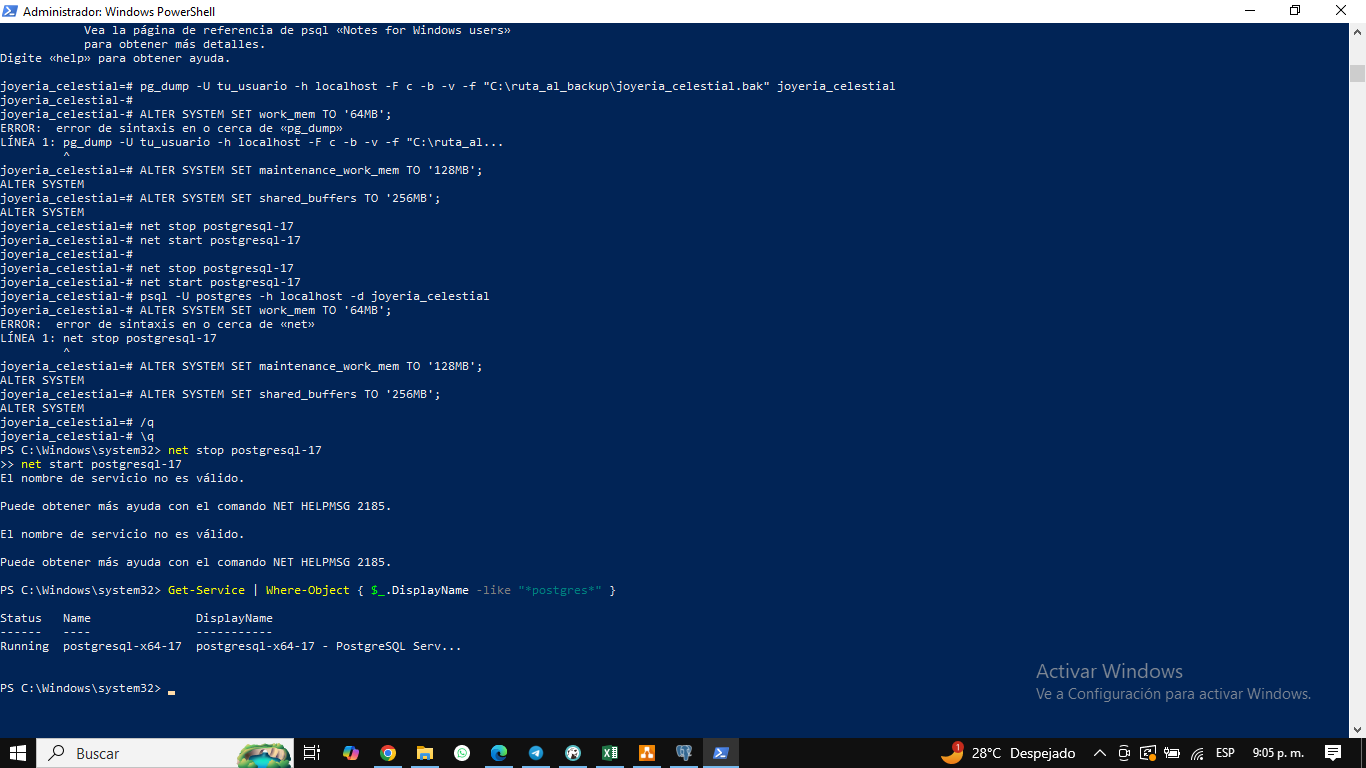 Administrador: Windows PowerShell
Vea la página de referencia de psql «Notes for Windows users»
para obtener más detalles.
Digite «help» para obtener ayuda.
joyeria_celestial=# pg_dump -U tu_usuario -h localhost -F c -b -v -f "C:\ruta_al_backup\joyeria_celestial.bak" joyeria_celestial
joyeria_celestial-#
joyeria_celestial-# ALTER SYSTEM SET work_mem TO '64MB';
ERROR:  error de sintaxis en o cerca de «pg_dump»
LÍNEA 1: pg_dump -U tu_usuario -h localhost -F c -b -v -f "C:\ruta_al...
^
joyeria_celestial=# ALTER SYSTEM SET maintenance_work_mem TO '128MB';
ALTER SYSTEM
joyeria_celestial=# ALTER SYSTEM SET shared_buffers TO '256MB';
ALTER SYSTEM
joyeria_celestial=# net stop postgresql-17
joyeria_celestial-# net start postgresql-17
joyeria_celestial-#
joyeria_celestial-# net stop postgresql-17
joyeria_celestial-# net start postgresql-17
joyeria_celestial-# psql -U postgres -h localhost -d joyeria_celestial
joyeria_celestial-# ALTER SYSTEM SET work_mem TO '64MB';
ERROR:  error de sintaxis en o cerca de «net»
LÍNEA 1: net stop postgresql-17
^
joyeria_celestial=# ALTER SYSTEM SET maintenance_work_mem TO '128MB';
ALTER SYSTEM
joyeria_celestial=# ALTER SYSTEM SET shared_buffers TO '256MB';
ALTER SYSTEM
joyeria_celestial=# /q
joyeria_celestial-# \q
PS C:\Windows\system32> net stop postgresql-17
>> net start postgresql-17
El nombre de servicio no es válido.
Puede obtener más ayuda con el comando NET HELPMSG 2185.
El nombre de servicio no es válido.
Puede obtener más ayuda con el comando NET HELPMSG 2185.
PS C:\Windows\system32> Get-Service | Where-Object { $_.DisplayName -like "*postgres*" }
Status   Name               DisplayName
------   ----               -----------
Running  postgresql-x64-17  postgresql-x64-17 - PostgreSQL Serv...
PS C:\Windows\system32>
Activar Windows
Ve a Configuración para activar Windows.
Buscar
1
28°C Despejado
ESP
9:05 p. m.